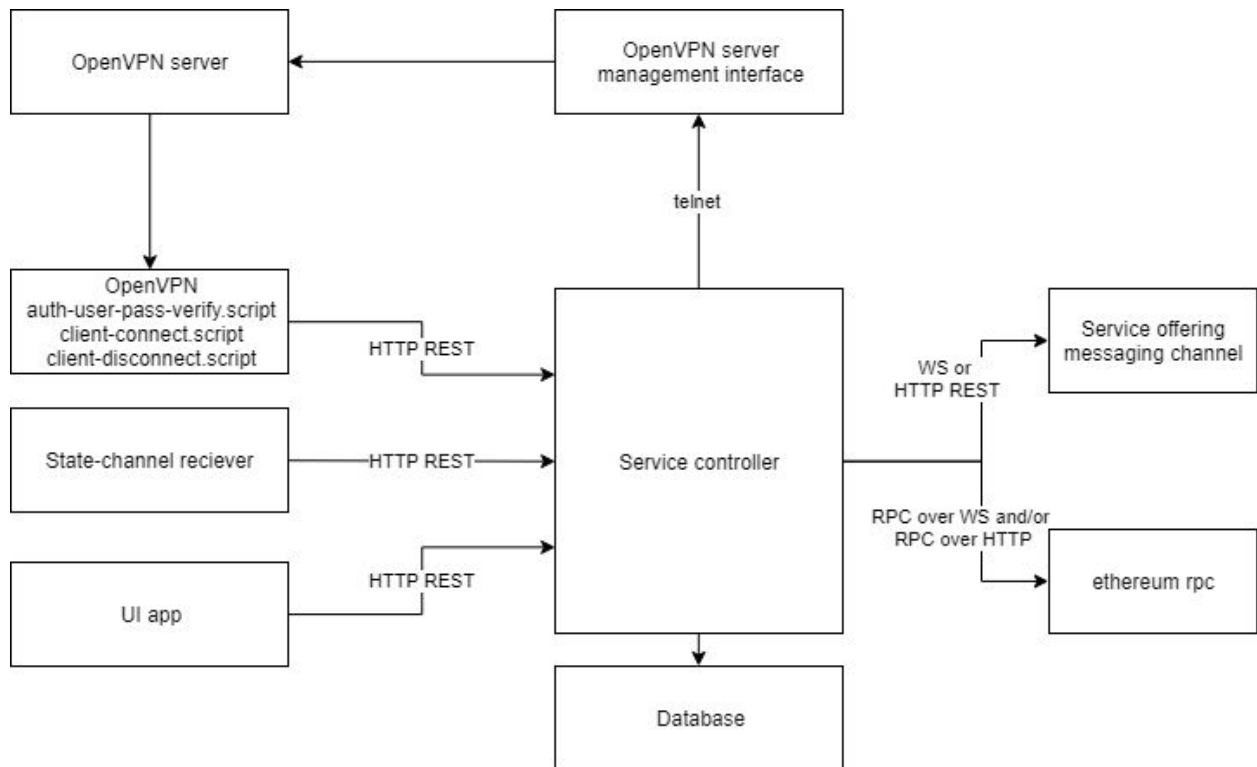 OpenVPN server
OpenVPN server
management interface
telnet
OpenVPN
auth-user-pass-verify.script
client-connect.script
client-disconnect.script
HTTP REST
Service offering
messaging channel
WS or
HTTP REST
State-channel reciever
HTTP REST
Service controller
RPC over WS and/or
RPC over HTTP
ethereum rpc
HTTP REST
UI app
Database